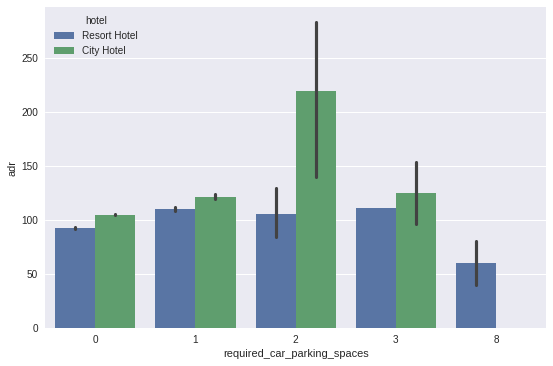 hotel
Resort Hotel
City Hotel
250
200
150
100
50
0
adr
0 1 2 3 8
required_car_parking_spaces